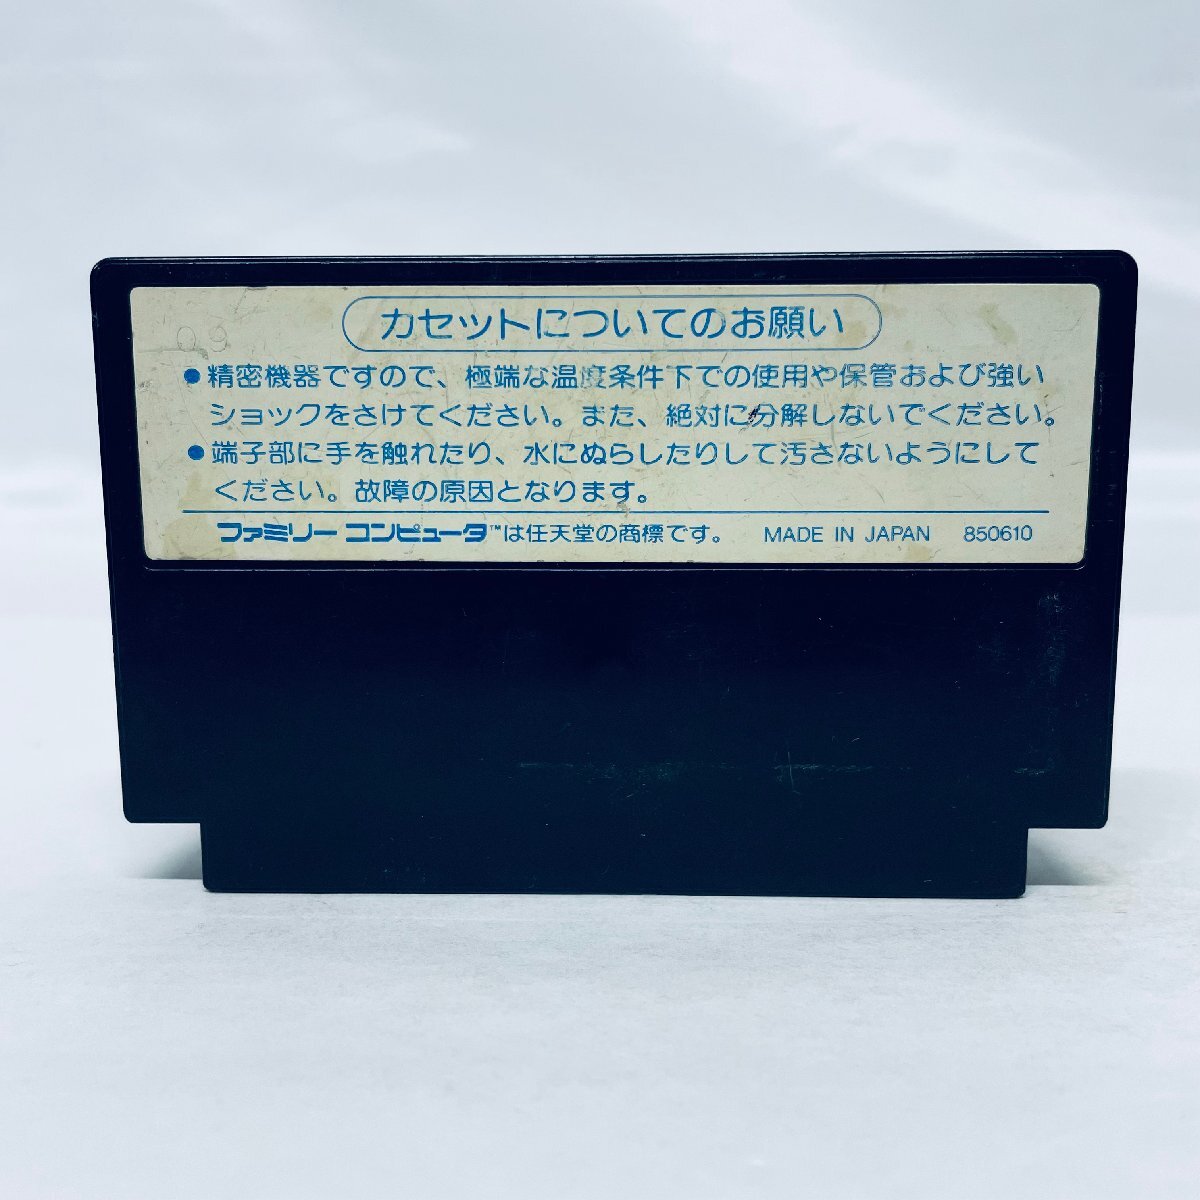 カセットについてのお願い
●精密機器ですので、極端な温度条件下での使用や保管および強い
ショックをさけてください。また、絶対に分解しないでください。
●端子部に手を触れたり、水にぬらしたりして汚さないようにして
ください。故障の原因となります。
ファミリーコンピュータ™は任天堂の商標です。 MADE IN JAPAN 850610